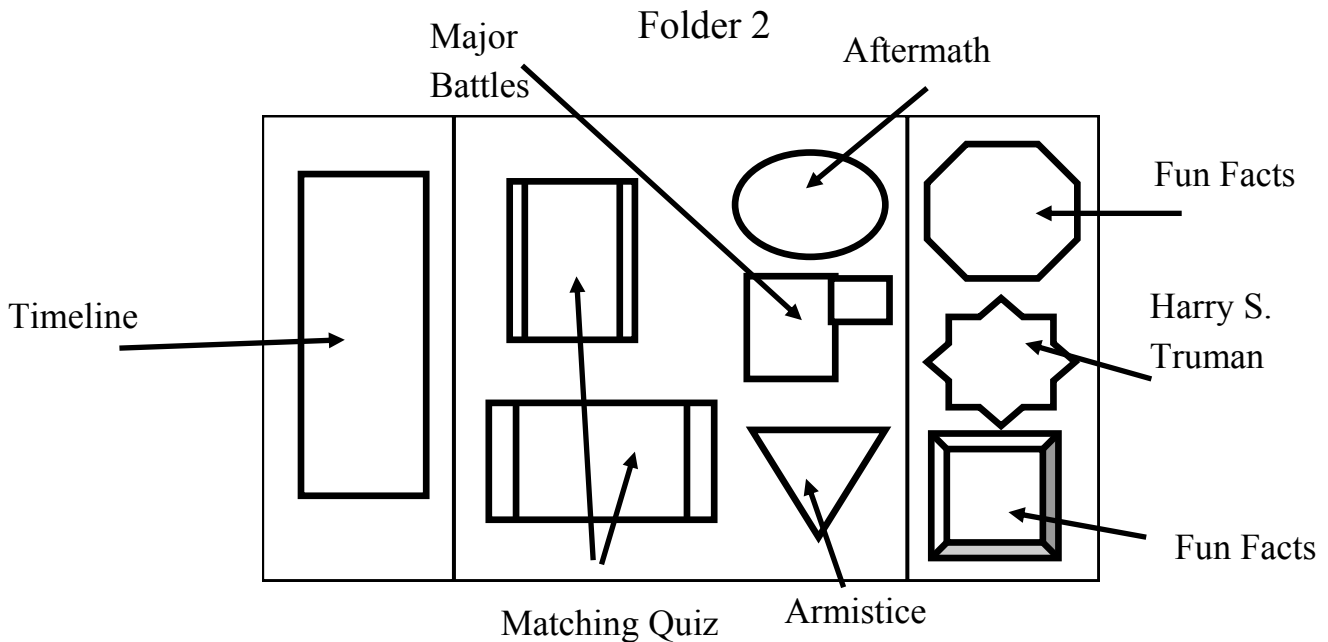 Folder 2
Major
Battles
Aftermath
Fun Facts
Timeline
Harry S.
Truman
Fun Facts
Armistice
Matching Quiz